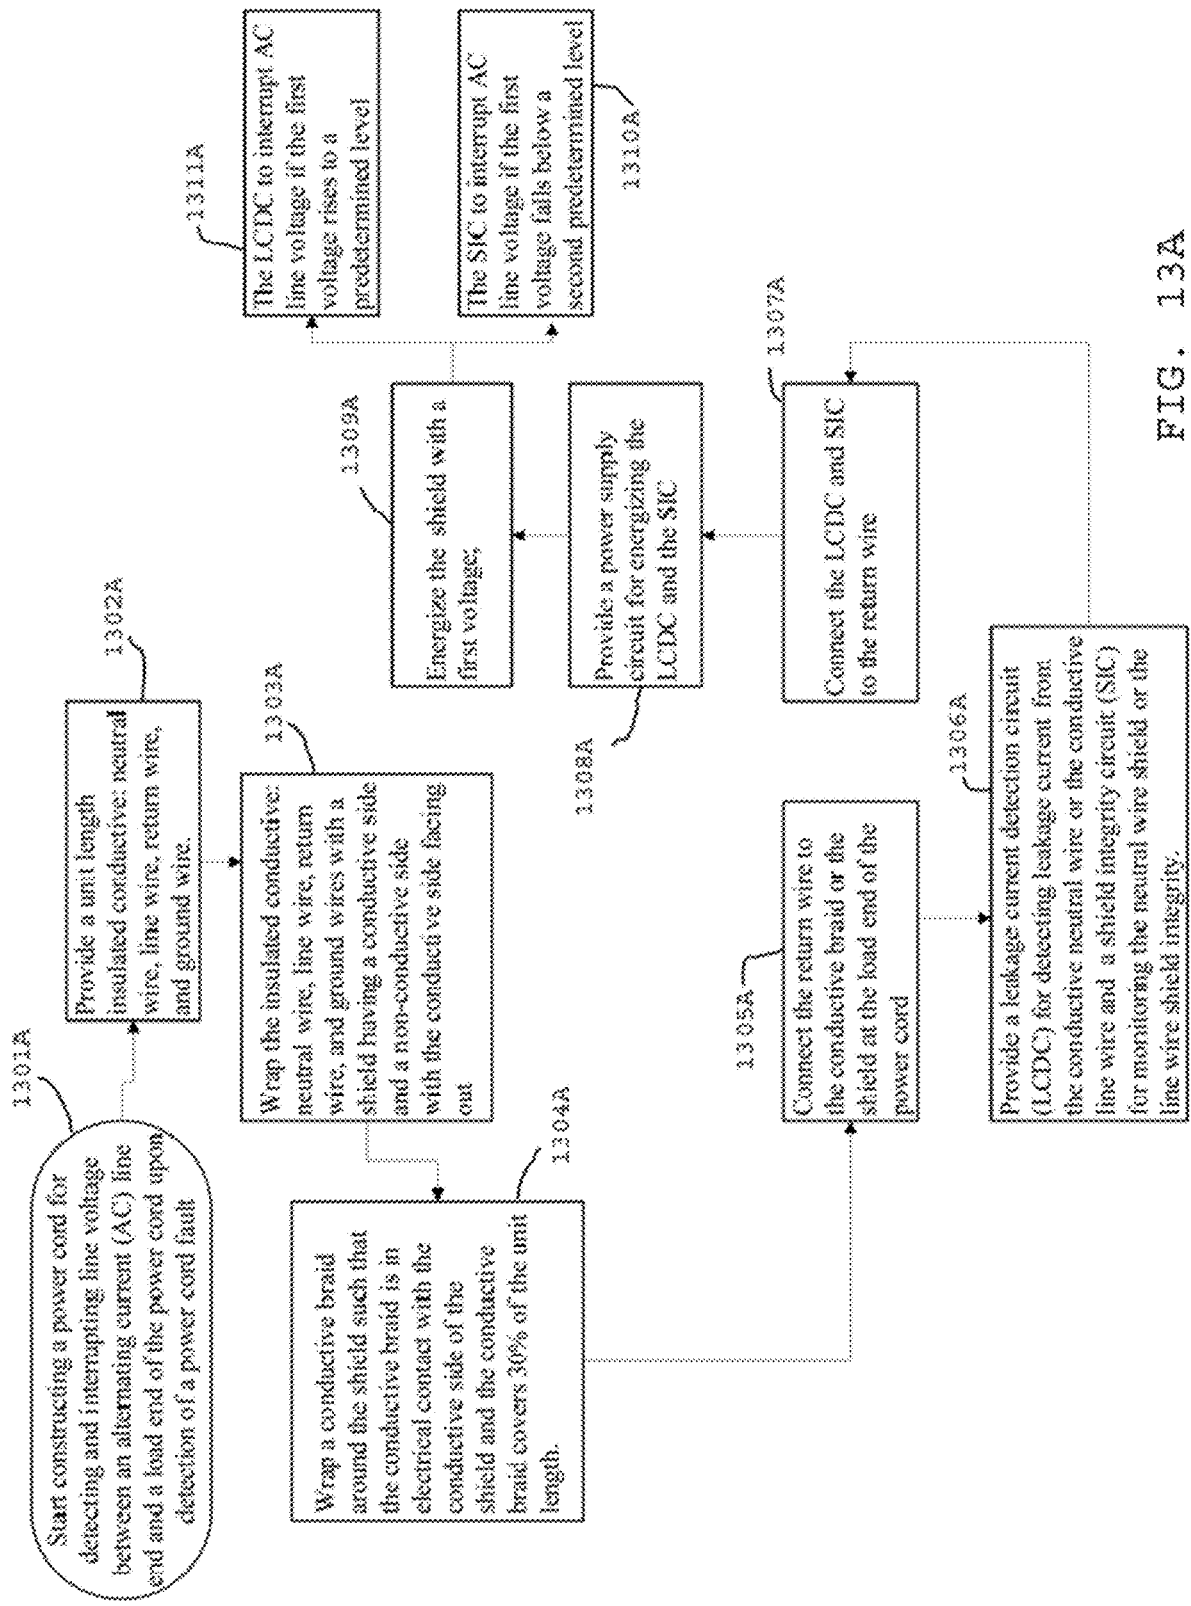 1301A
Start constructing a power cord for
detecting and interrupting line voltage
between an alternating current (AC) line
end and a load end of the power cord upon
detection of a power cord fault
1302A
Provide a unit length
insulated conductive: neutral
wire, line wire, return wire,
and ground wire.
1303A
Wrap the insulated conductive:
neutral wire, line wire, return
wire, and ground wires with a
shield having a conductive side
and a non-conductive side
with the conductive side facing
out
1304A
Wrap a conductive braid
around the shield such that
the conductive braid is in
electrical contact with the
conductive side of the
shield and the conductive
braid covers 30% of the unit
length.
1305A
Connect the return wire to
the conductive braid or the
shield at the load end of the
power cord
1306A
Provide a leakage current detection circuit
(LCDC) for detecting leakage current from
the conductive neutral wire or the conductive
line wire and a shield integrity circuit (SIC)
for monitoring the neutral wire shield or the
line wire shield integrity.
1307A
Connect the LCDC and SIC
to the return wire
1308A
Provide a power supply
circuit for energizing the
LCDC and the SIC
1309A
Energize the shield with a
first voltage;
1311A
The LCDC to interrupt AC
line voltage if the first
voltage rises to a
predetermined level
1310A
The SIC to interrupt AC
line voltage if the first
voltage falls below a
second predetermined level
FIG. 13A